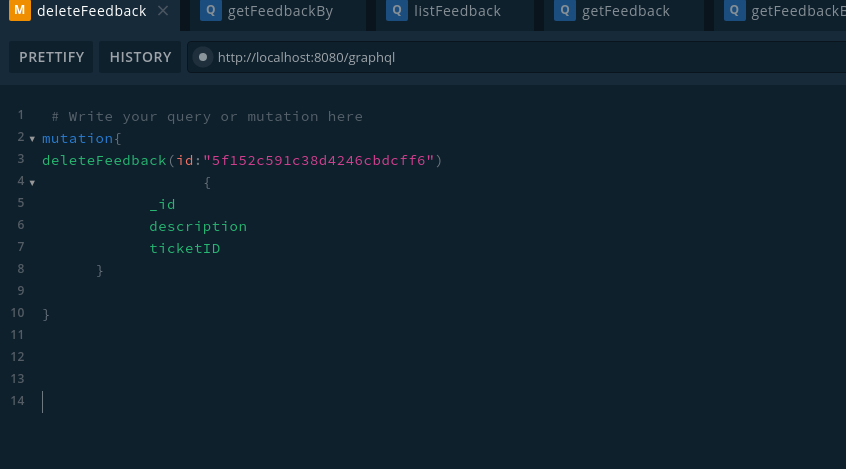 M deleteFeedback
Q getFeedbackBy
Q listFeedback
Q getFeedback
Q getFeedbackB
PRETTIFY HISTORY http://localhost:8080/graphql
1 # Write your query or mutation here
2 mutation{
3 deleteFeedback(id:"5f152c591c38d4246cbdcff6")
4 {
5 _id
6 description
7 ticketID
8 }
9
10 }
11
12
13
14